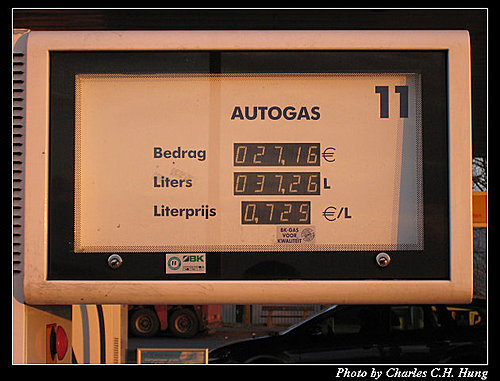 11
AUTOGAS
Bedrag 027,16 €
Liters 037,26 L
Literprijs 0,729 €/L
BK-GAS
VOOR
KWALITEIT
BK
Photo by Charles C.H. Hung